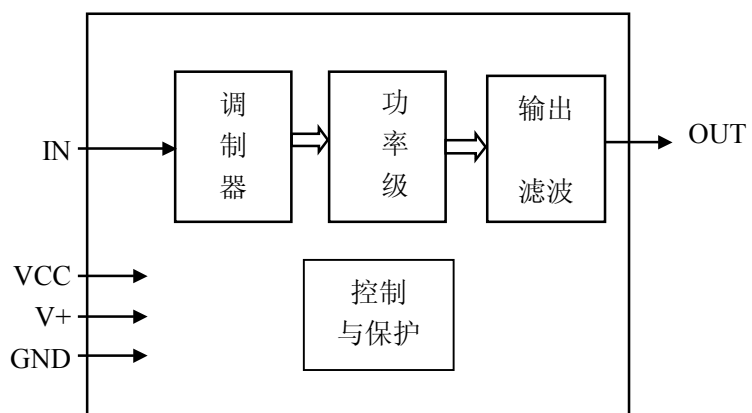 调
制
器
功
率
级
输出
滤波
IN
OUT
VCC
V+
GND
控制
与保护